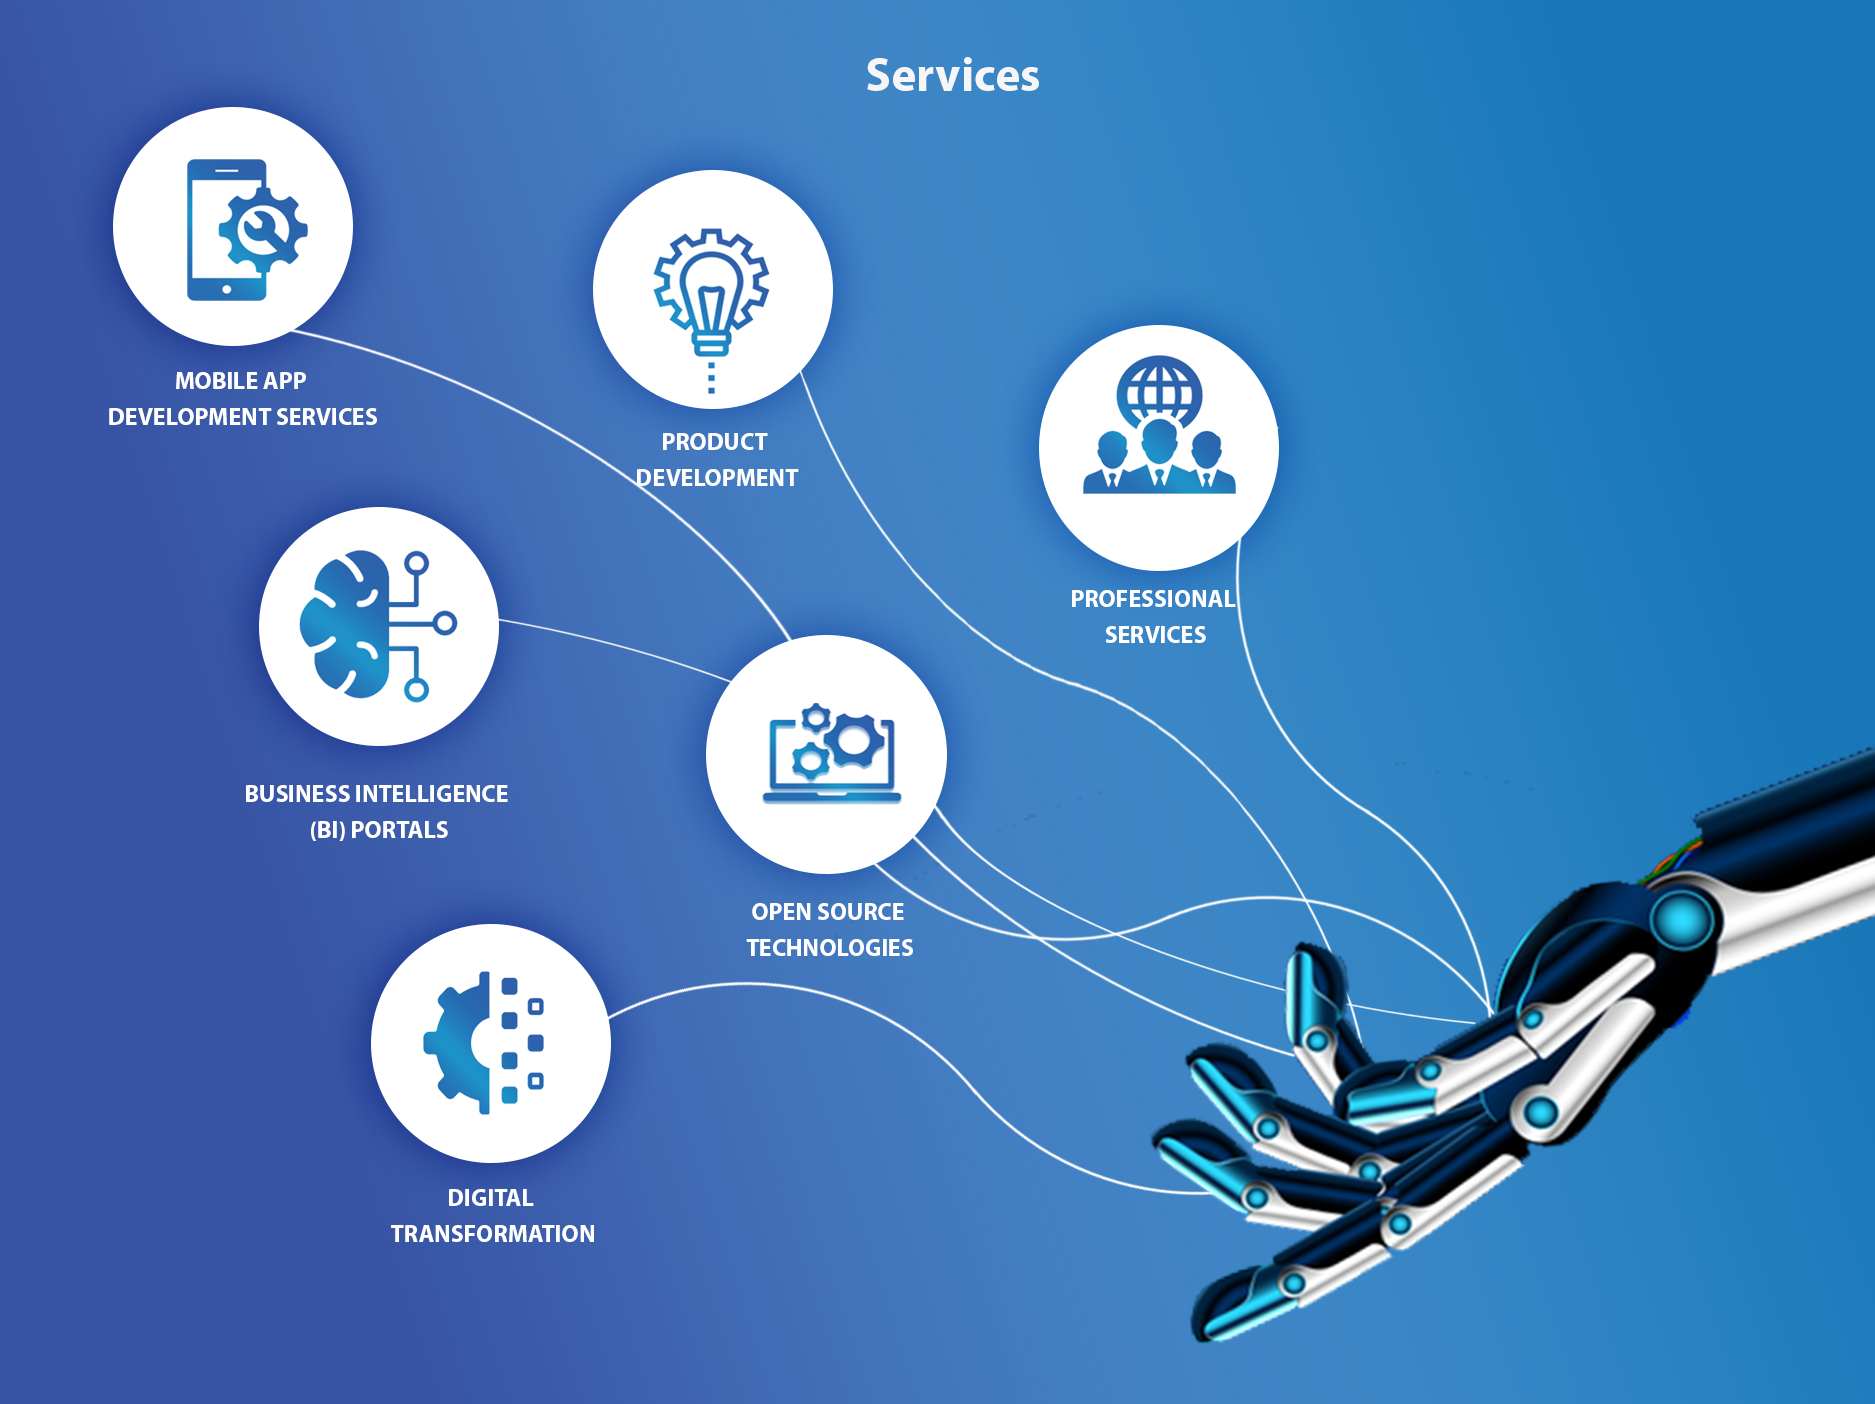 Services
MOBILE APP
DEVELOPMENT SERVICES
PRODUCT
DEVELOPMENT
PROFESSIONAL
SERVICES
BUSINESS INTELLIGENCE
(BI) PORTALS
OPEN SOURCE
TECHNOLOGIES
DIGITAL
TRANSFORMATION